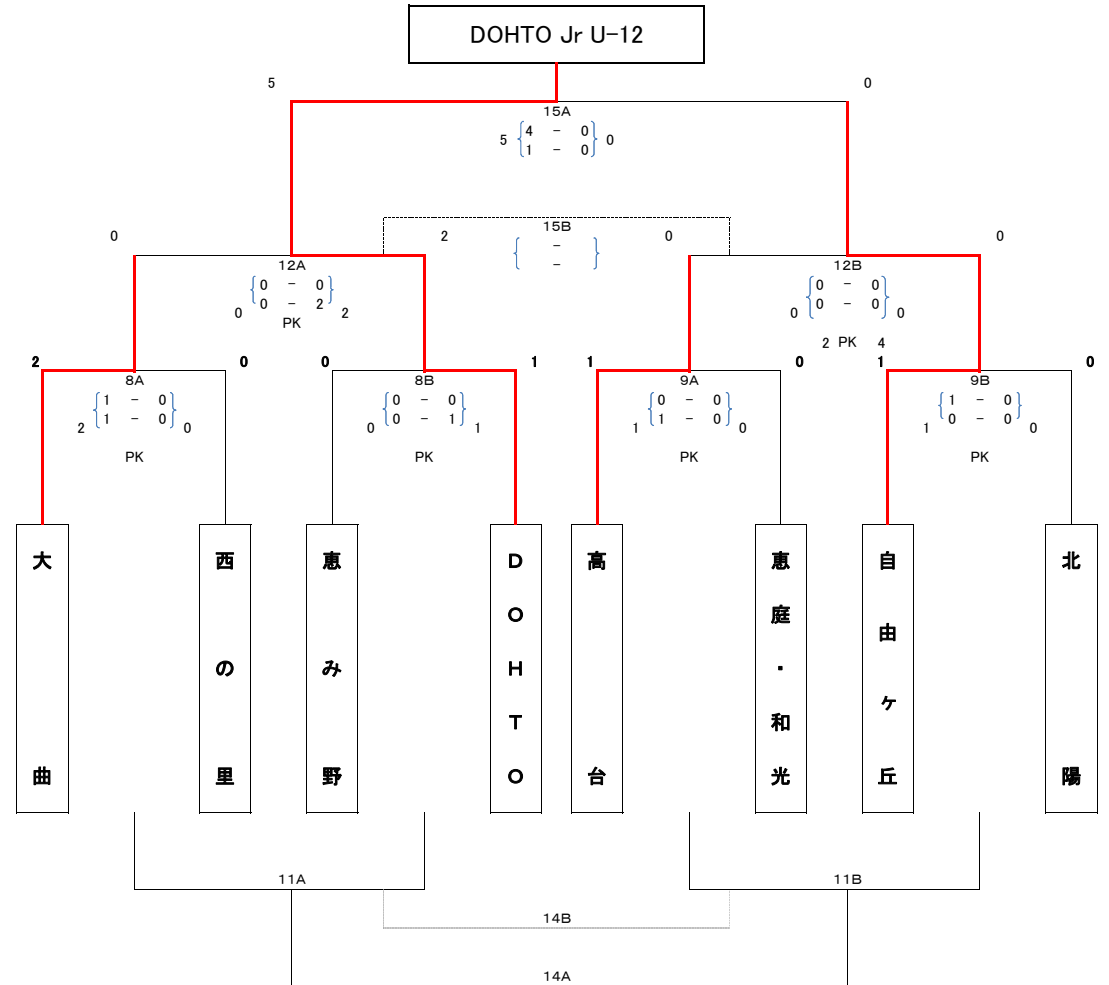 DOHTO Jr U-12
5 0
15A
5 4 - 0 0
1 - 0
0 2 15B 0 0
-
-
12A 12B
0 - 0 0 - 0
0 0 - 2 2 0 0 - 0 0
PK
2 PK 4
2 0 0 1 1 0 1 0
8A 8B 9A 9B
1 - 0 0 - 0 0 - 0 1 - 0
2 1 - 0 0 0 0 - 1 1 1 1 - 0 0 1 0 - 0 0
PK PK PK PK
大曲
西の里
恵み野
DOHTO
高台
恵庭・和光
自由ヶ丘
北陽
11A 11B
14B
14A